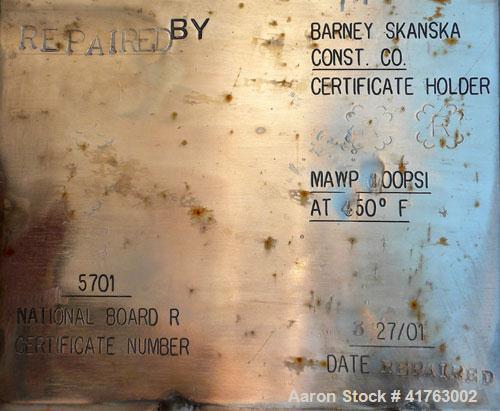 REPAIRED BY
BARNEY SKANSKA
CONST. CO.
CERTIFICATE HOLDER
R
MAWP
AT 450° F
5701
NATIONAL BOARD R
CERTIFICATE NUMBER
27/01
DATE REPAIRED
Aaron Stock # 41763002